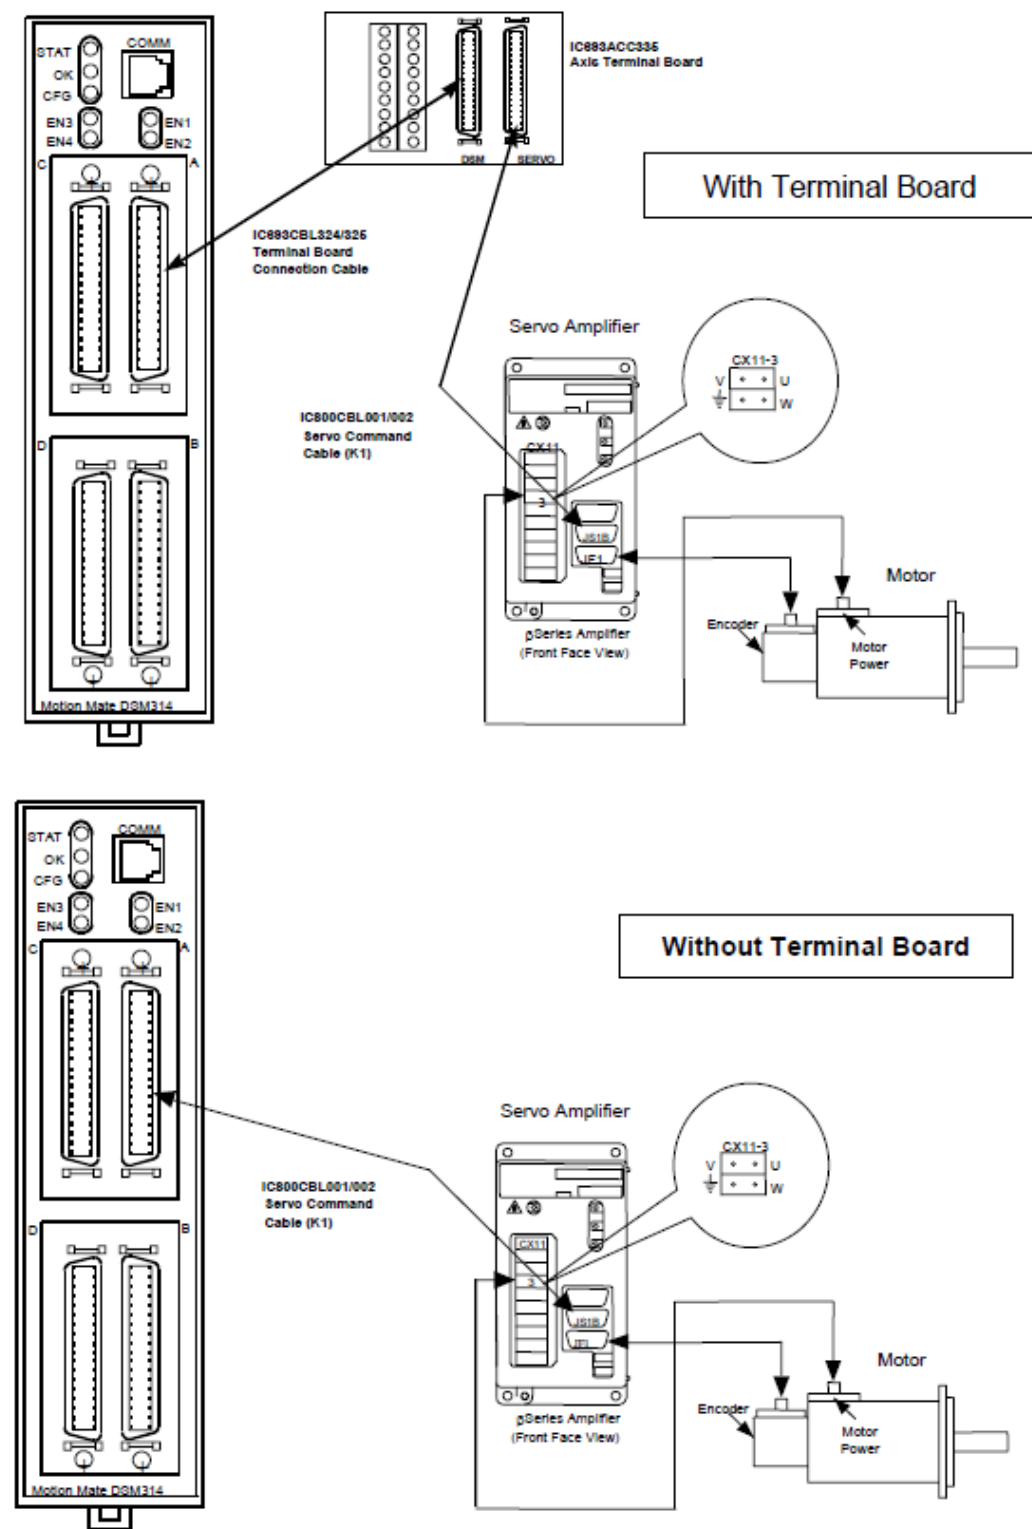 STAT
OK
CFG
COMM
EN3
EN4
EN1
EN2
C
A
D
B
Motion Mate DSM314
IC693ACC335
Axis Terminal Board
DSM
SERVO
With Terminal Board
IC693CBL324/325
Terminal Board
Connection Cable
Servo Amplifier
CX11-3
V
U
W
IC800CBL001/002
Servo Command
Cable (K1)
CX11
3
JS1B
JF1
βSeries Amplifier
(Front Face View)
Motor
Encoder
Motor
Power
STAT
OK
CFG
COMM
EN3
EN4
EN1
EN2
C
A
D
B
Motion Mate DSM314
Without Terminal Board
Servo Amplifier
CX11-3
V
U
W
IC800CBL001/002
Servo Command
Cable (K1)
CX11
3
JS1B
JF1
βSeries Amplifier
(Front Face View)
Motor
Encoder
Motor
Power